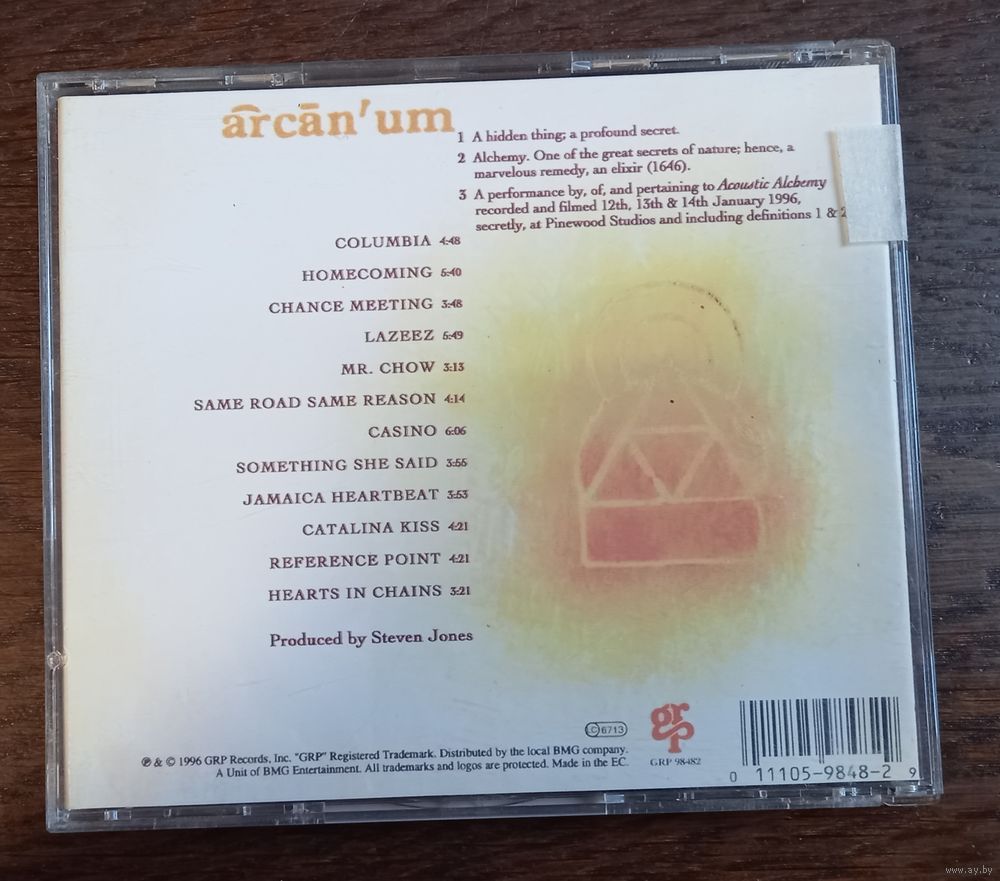 ârcān'um
1 A hidden thing; a profound secret.
2 Alchemy. One of the great secrets of nature; hence, a
marvelous remedy, an elixir (1646).
3 A performance by, of, and pertaining to Acoustic Alchemy
recorded and filmed 12th, 13th & 14th January 1996,
secretly, at Pinewood Studios and including definitions 1 & 2
COLUMBIA 4:48
HOMECOMING 5:40
CHANCE MEETING 3:48
LAZEEZ 5:49
MR. CHOW 3:13
SAME ROAD SAME REASON 4:14
CASINO 6:06
SOMETHING SHE SAID 3:55
JAMAICA HEARTBEAT 3:53
CATALINA KISS 4:21
REFERENCE POINT 4:21
HEARTS IN CHAINS 3:21
Produced by Steven Jones
LC 6713
grp
℗ & © 1996 GRP Records, Inc. "GRP" Registered Trademark. Distributed by the local BMG company.
A Unit of BMG Entertainment. All trademarks and logos are protected. Made in the EC.
GRP 98482
0 11105-9848-2 9
www.ay.by